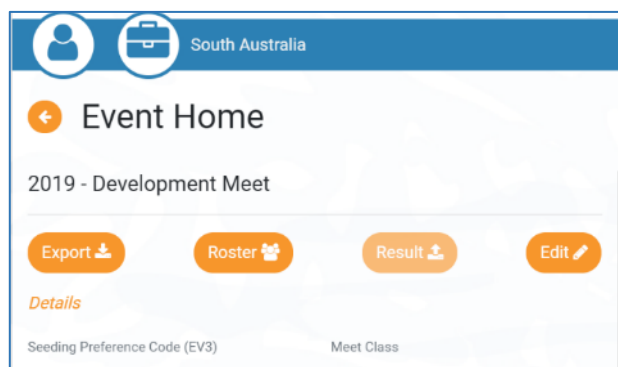 South Australia
Event Home
2019 - Development Meet
Export Roster Result Edit
Details
Seeding Preference Code (EV3) Meet Class